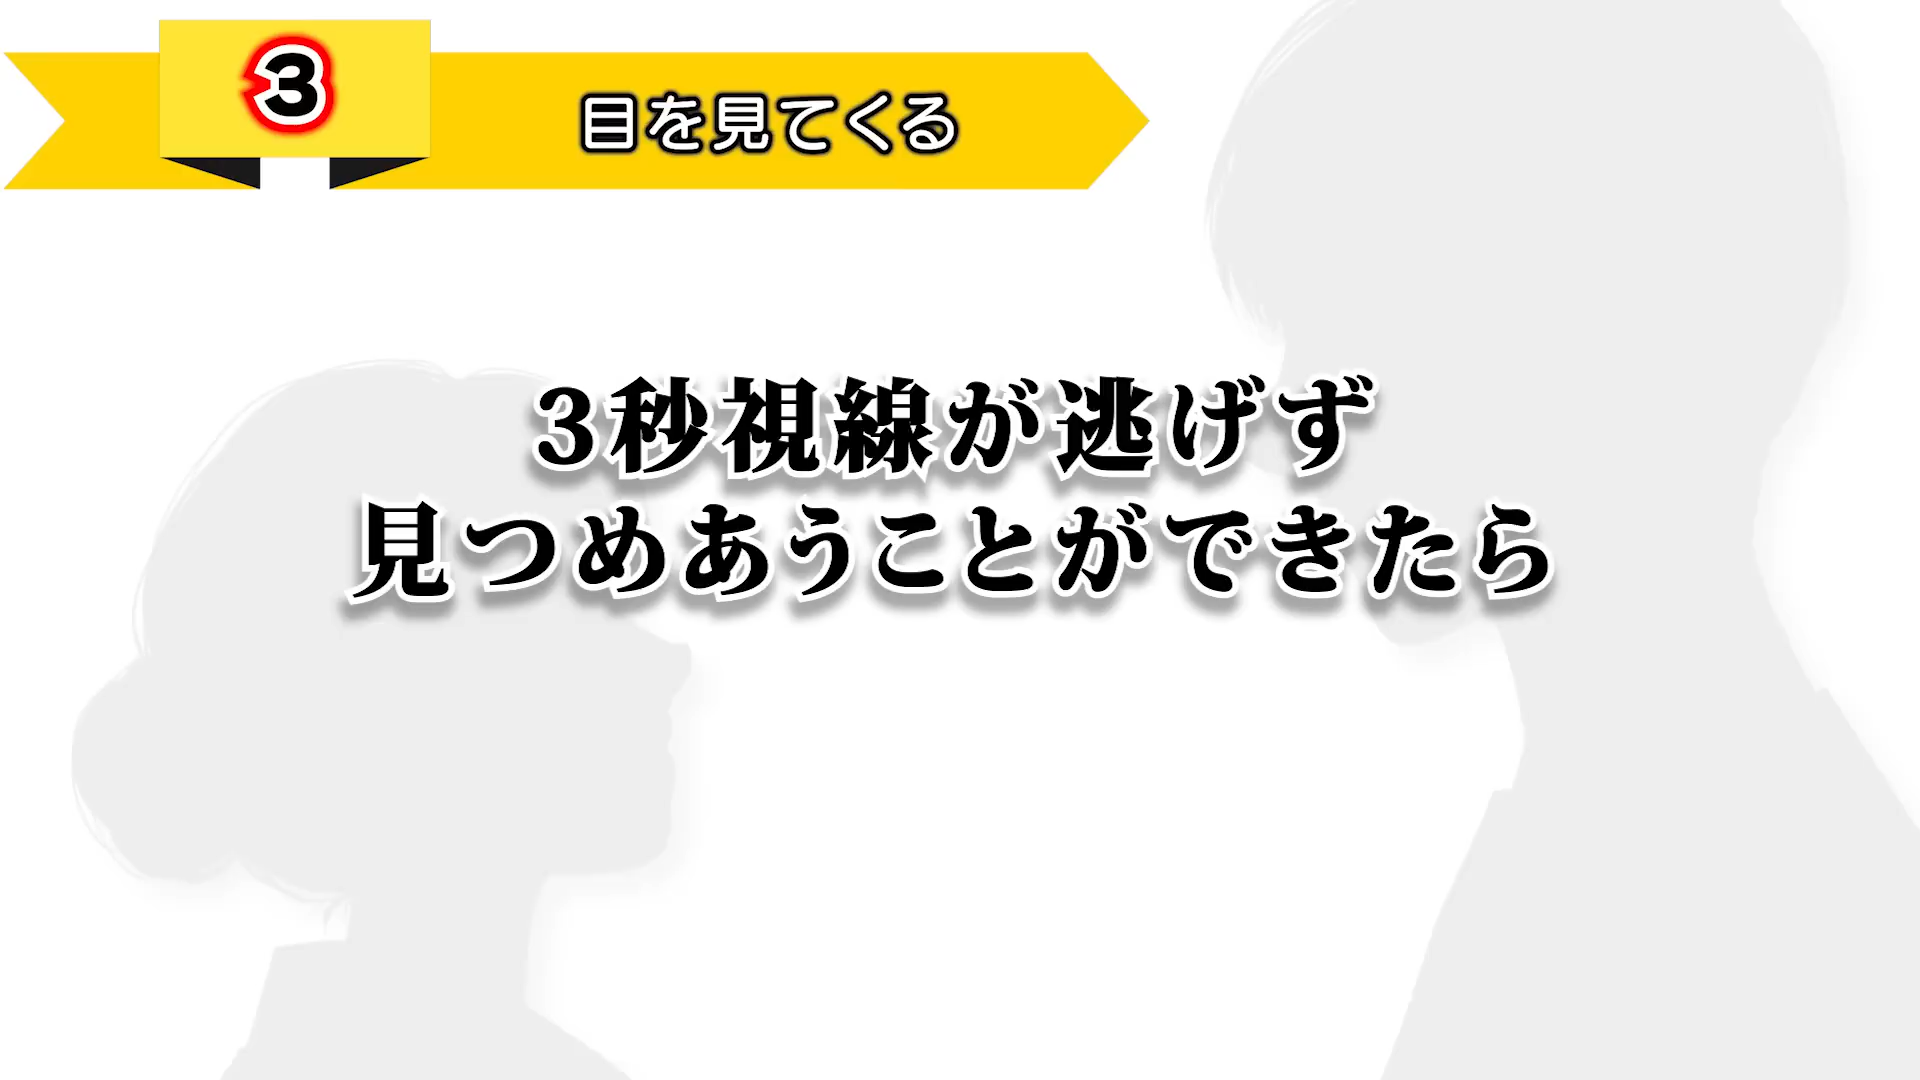 3
目を見てくる
3秒視線が逃げず
見つめあうことができたら